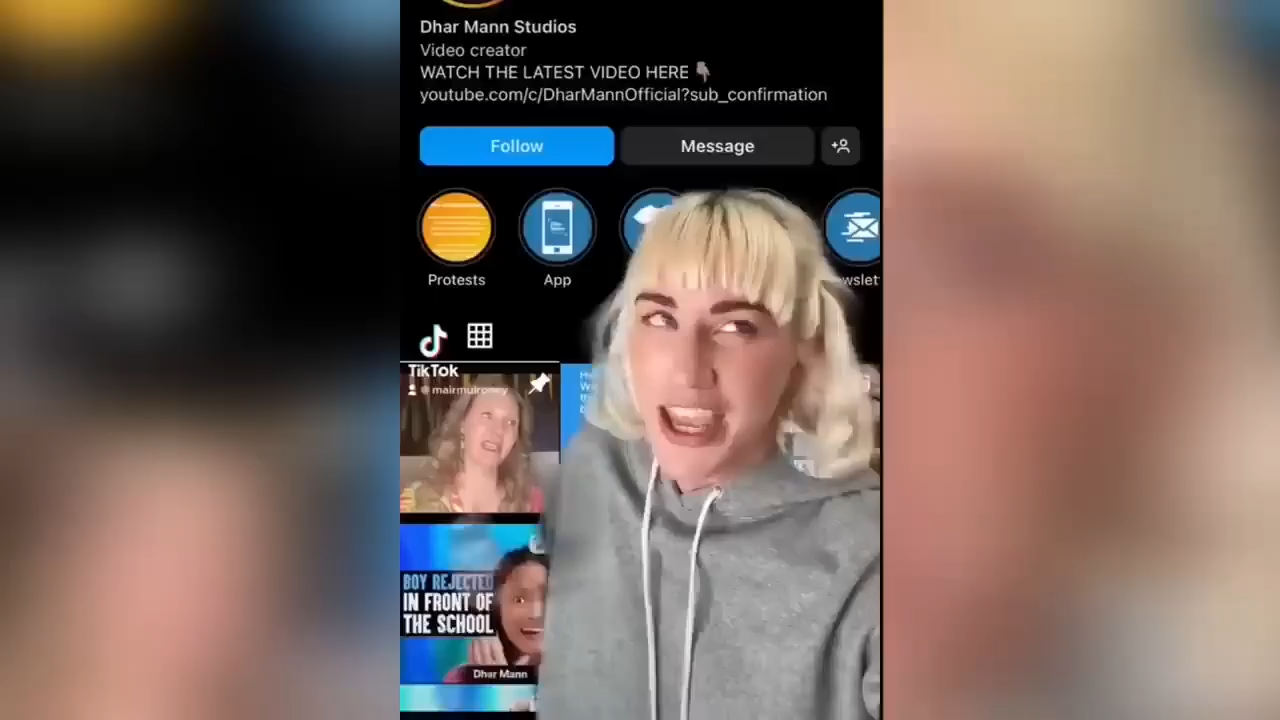 Dhar Mann Studios
Video creator
WATCH THE LATEST VIDEO HERE 👇🏽
youtube.com/c/DharMannOfficial?sub_confirmation
Follow
Message
Protests
App
wslet
TikTok
@mairmulroney
BOY REJECTED
IN FRONT OF
THE SCHOOL
Dhar Mann